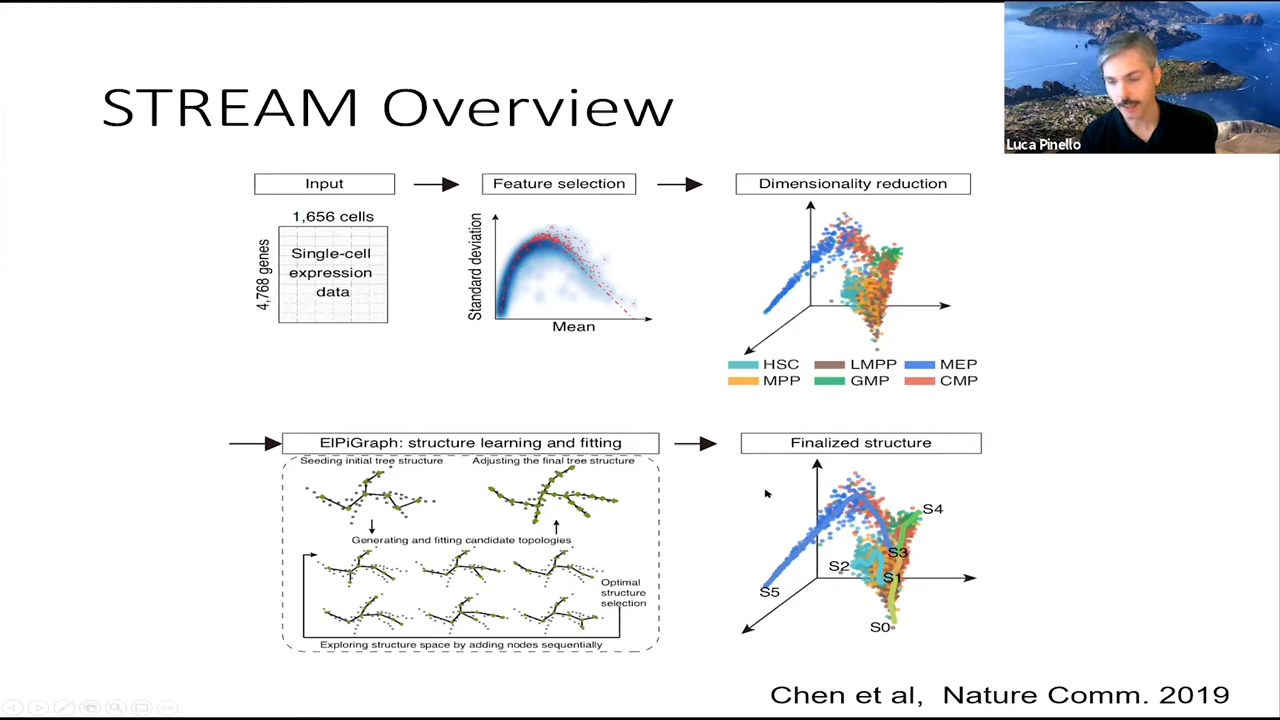 Luca Pinello
STREAM Overview
Input
Feature selection
Dimensionality reduction
1,656 cells
4,768 genes
Single-cell
expression
data
Standard deviation
Mean
HSC
LMPP
MEP
MPP
GMP
CMP
ElPiGraph: structure learning and fitting
Finalized structure
Seeding initial tree structure
Adjusting the final tree structure
Generating and fitting candidate topologies
Optimal
structure
selection
Exploring structure space by adding nodes sequentially
S4
S3
S2
S1
S5
S0
Chen et al, Nature Comm. 2019